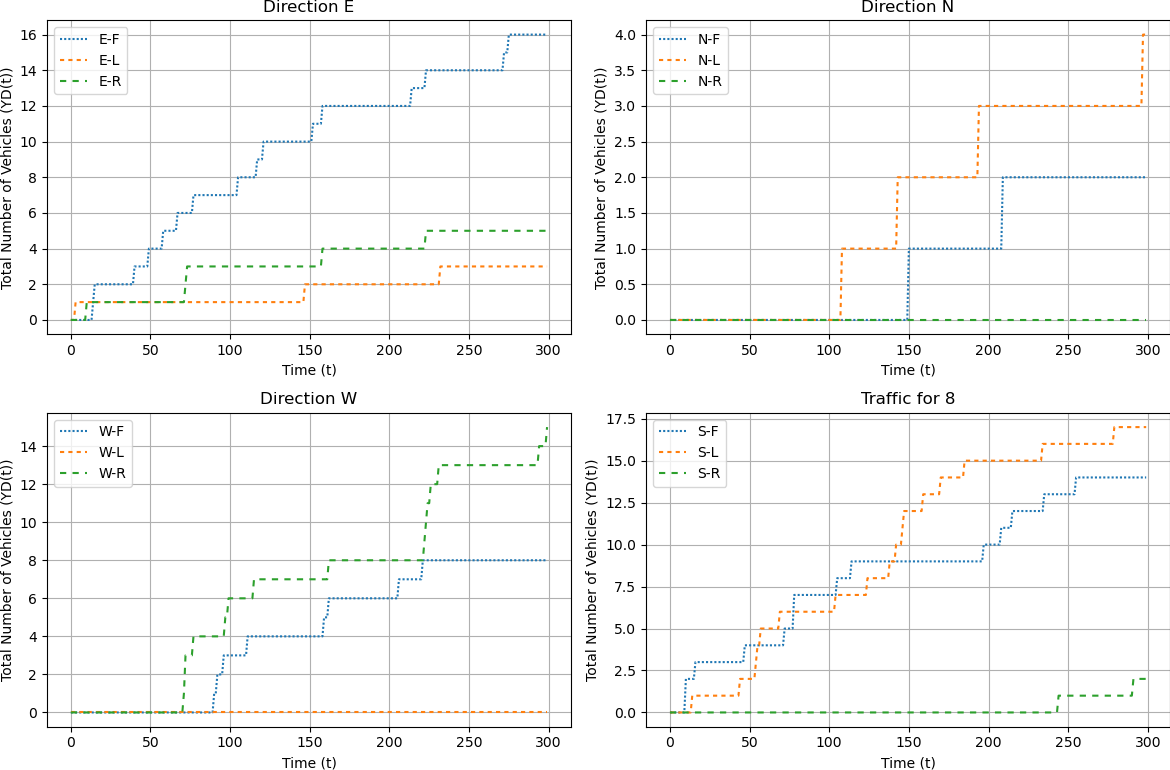 Direction E
Total Number of Vehicles (YD(t))
16
14
12
10
8
6
4
2
0
E-F
E-L
E-R
0 50 100 150 200 250 300
Time (t)
Direction N
Total Number of Vehicles (YD(t))
4.0
3.5
3.0
2.5
2.0
1.5
1.0
0.5
0.0
N-F
N-L
N-R
0 50 100 150 200 250 300
Time (t)
Direction W
Total Number of Vehicles (YD(t))
14
12
10
8
6
4
2
0
W-F
W-L
W-R
0 50 100 150 200 250 300
Time (t)
Traffic for 8
Total Number of Vehicles (YD(t))
17.5
15.0
12.5
10.0
7.5
5.0
2.5
0.0
S-F
S-L
S-R
0 50 100 150 200 250 300
Time (t)